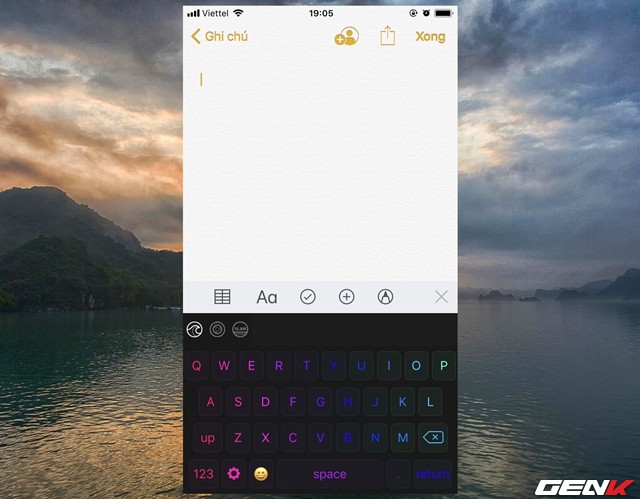 Viettel 19:05
Ghi chú Xong
Aa
Q W E R T Y U I O P
A S D F G H J K L
up Z X C V B N M
123 space . return
GENK